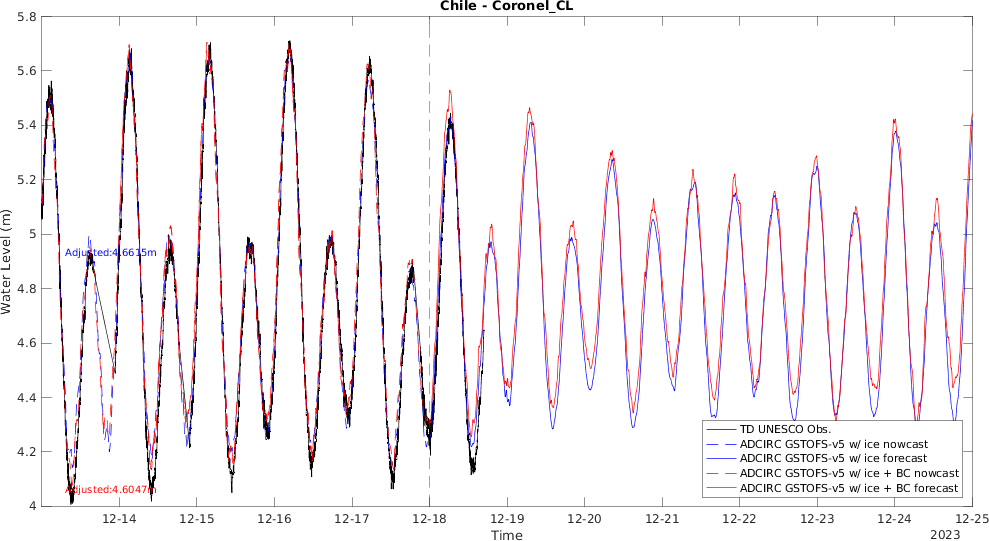 Chile - Coronel_CL
5.8
5.6
5.4
5.2
5
4.8
4.6
4.4
4.2
4
Water Level (m)
Adjusted:4.6615m
Adjusted:4.6047m
TD UNESCO Obs.
ADCIRC GSTOFS-v5 w/ ice nowcast
ADCIRC GSTOFS-v5 w/ ice forecast
ADCIRC GSTOFS-v5 w/ ice + BC nowcast
ADCIRC GSTOFS-v5 w/ ice + BC forecast
12-14 12-15 12-16 12-17 12-18 12-19 12-20 12-21 12-22 12-23 12-24 12-25
Time
2023